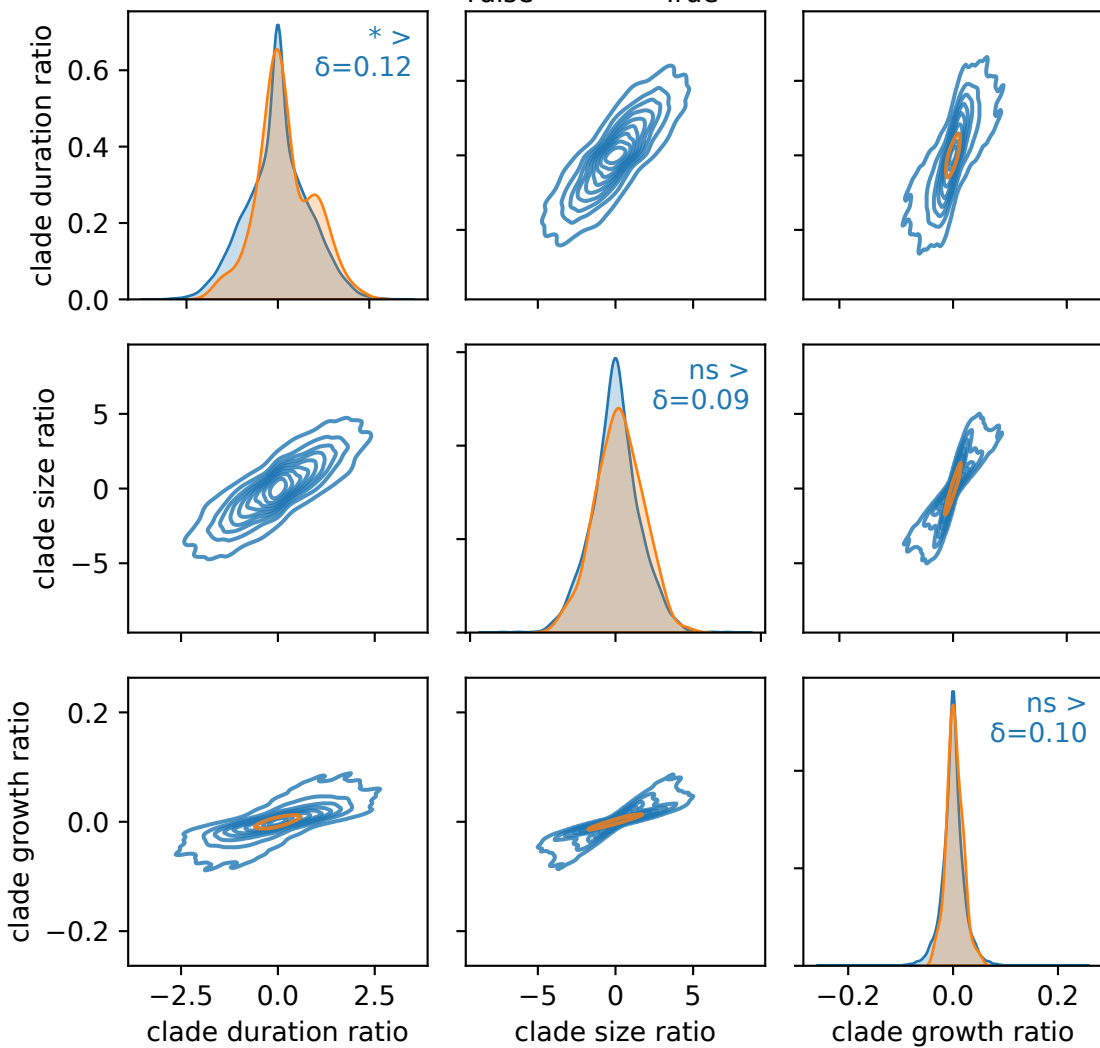 clade duration ratio
0.6
0.4
0.2
0.0
* >
δ=0.12
clade size ratio
5
0
−5
ns >
δ=0.09
clade growth ratio
0.2
0.0
−0.2
ns >
δ=0.10
−2.5 0.0 2.5
clade duration ratio
−5 0 5
clade size ratio
−0.2 0.0 0.2
clade growth ratio